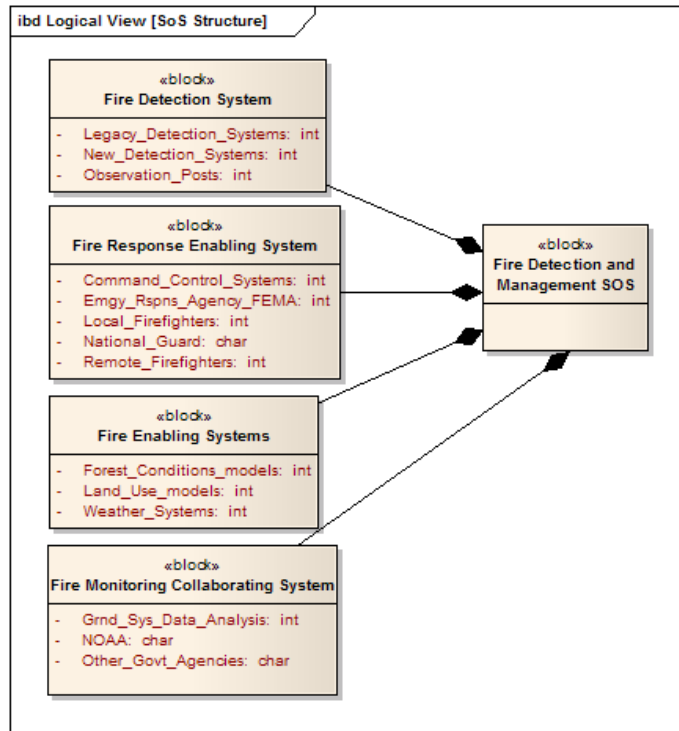 ibd Logical View [SoS Structure]
«block»
Fire Detection System
- Legacy_Detection_Systems: int
- New_Detection_Systems: int
- Observation_Posts: int
«block»
Fire Response Enabling System
- Command_Control_Systems: int
- Emgy_Rspns_Agency_FEMA: int
- Local_Firefighters: int
- National_Guard: char
- Remote_Firefighters: int
«block»
Fire Enabling Systems
- Forest_Conditions_models: int
- Land_Use_models: int
- Weather_Systems: int
«block»
Fire Monitoring Collaborating System
- Grnd_Sys_Data_Analysis: int
- NOAA: char
- Other_Govt_Agencies: char
«block»
Fire Detection and
Management SOS